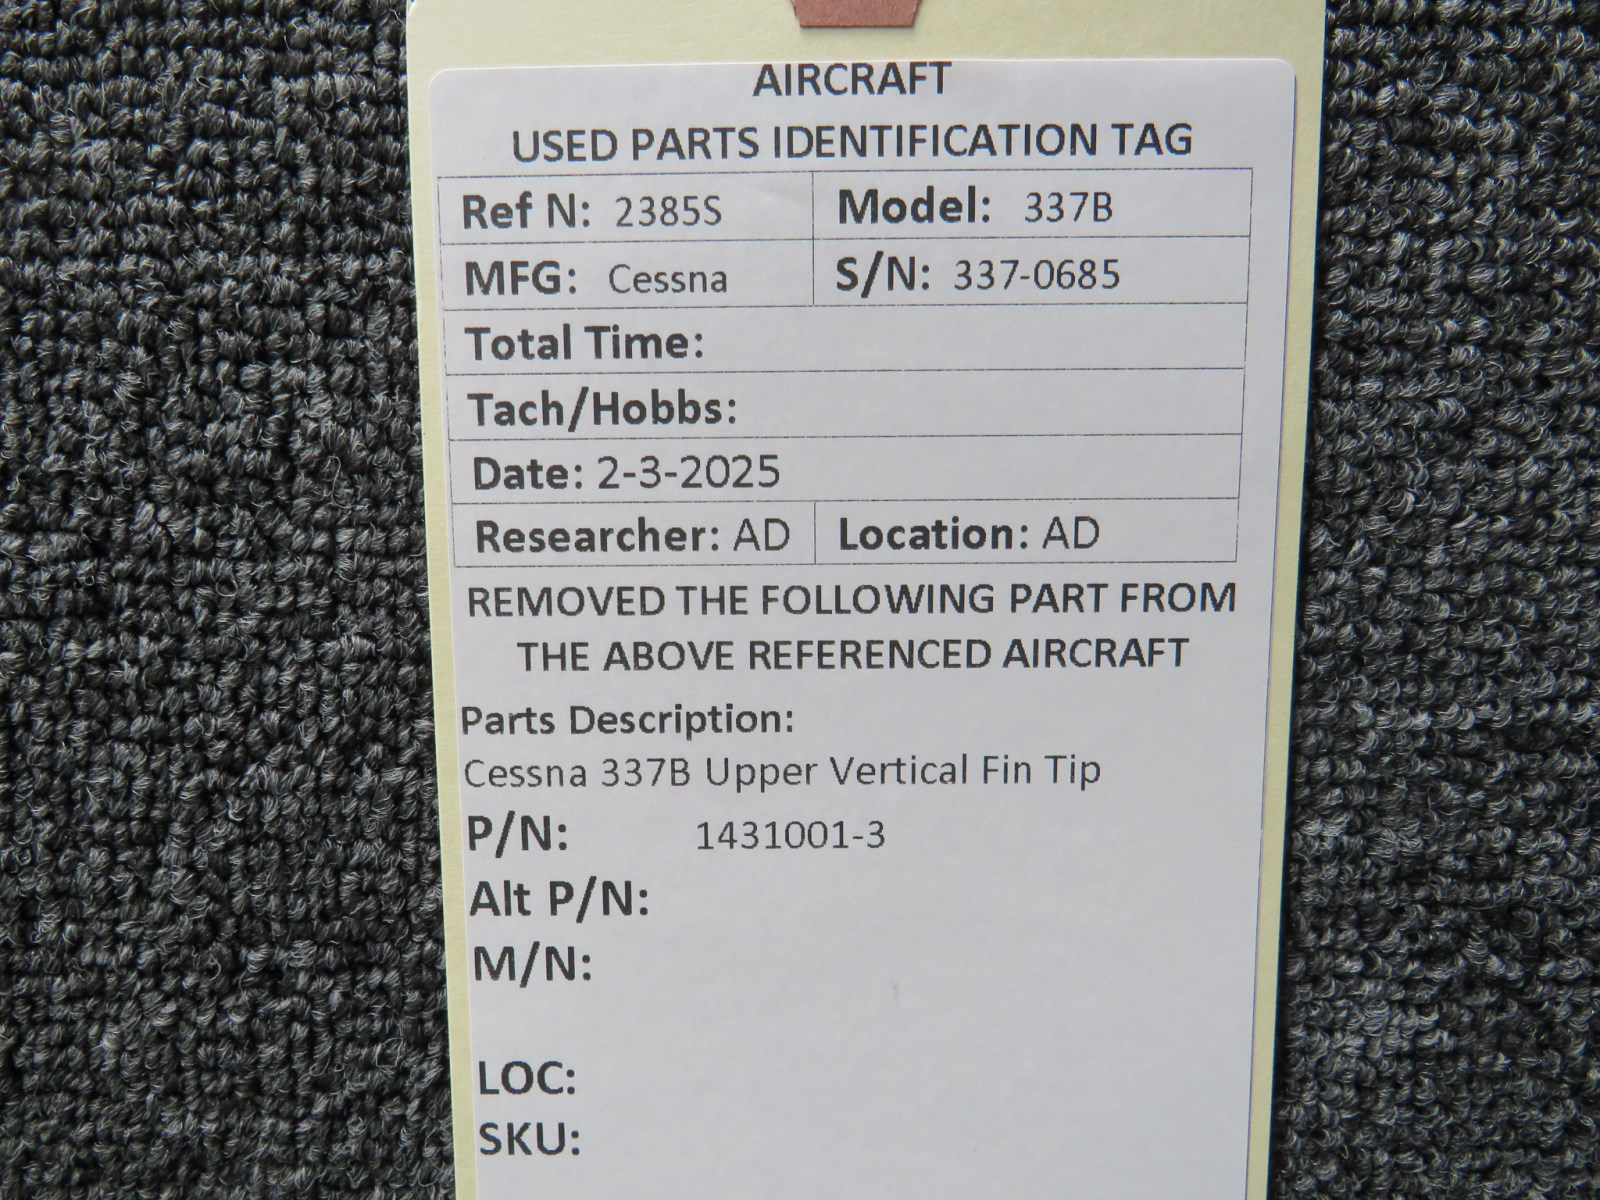 AIRCRAFT
USED PARTS IDENTIFICATION TAG
Ref N: 2385S Model: 337B
MFG: Cessna S/N: 337-0685
Total Time:
Tach/Hobbs:
Date: 2-3-2025
Researcher: AD Location: AD
REMOVED THE FOLLOWING PART FROM
THE ABOVE REFERENCED AIRCRAFT
Parts Description:
Cessna 337B Upper Vertical Fin Tip
P/N: 1431001-3
Alt P/N:
M/N:
LOC:
SKU: